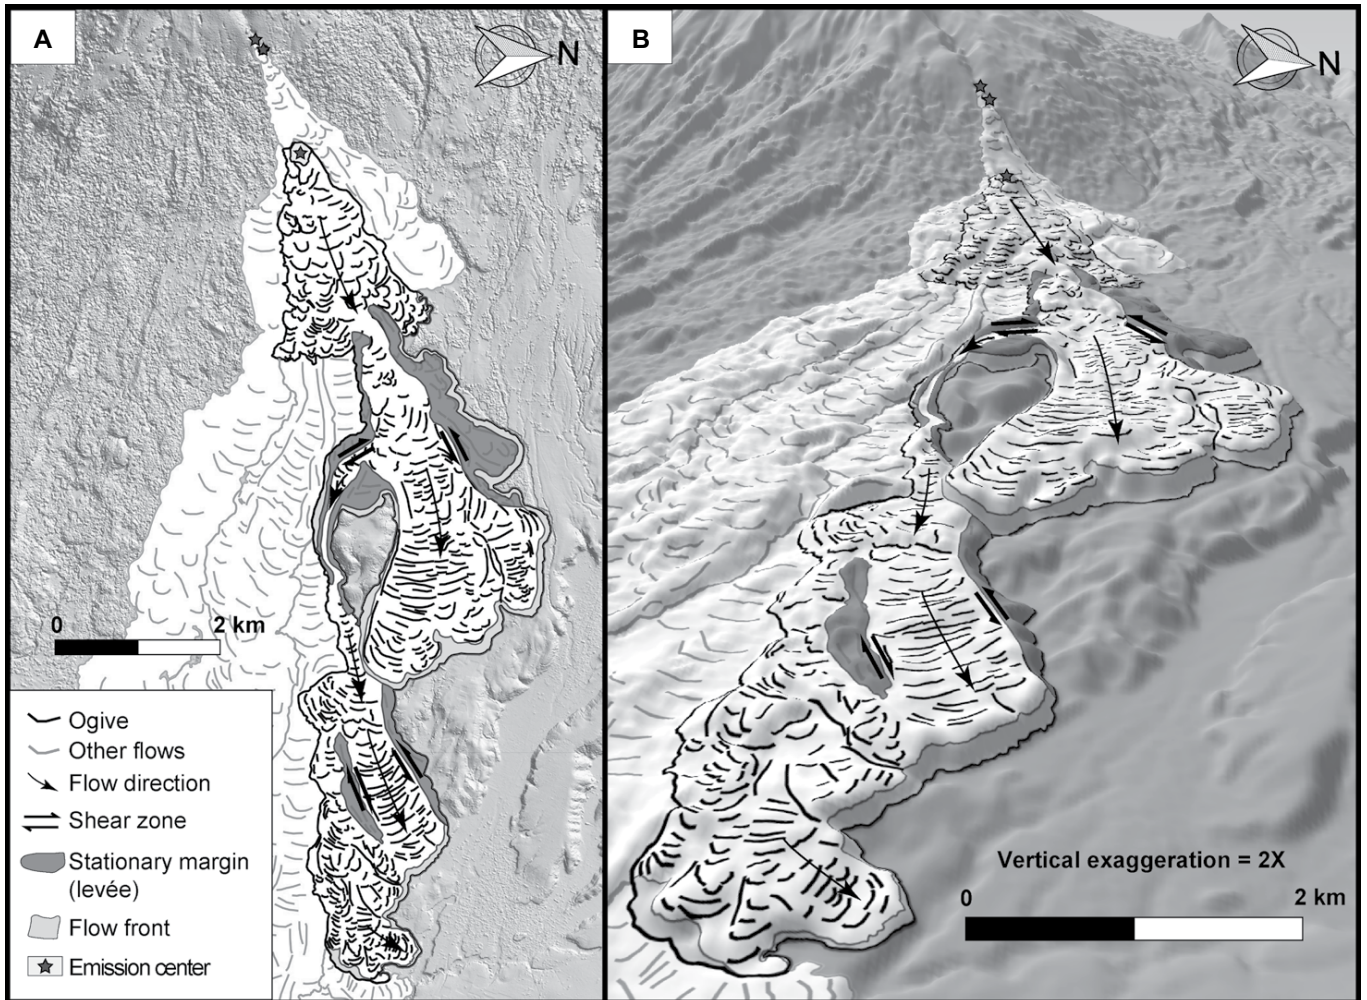 A
N
0 2 km
Ogive
Other flows
Flow direction
Shear zone
Stationary margin
(levée)
Flow front
Emission center
B
N
Vertical exaggeration = 2X
0 2 km